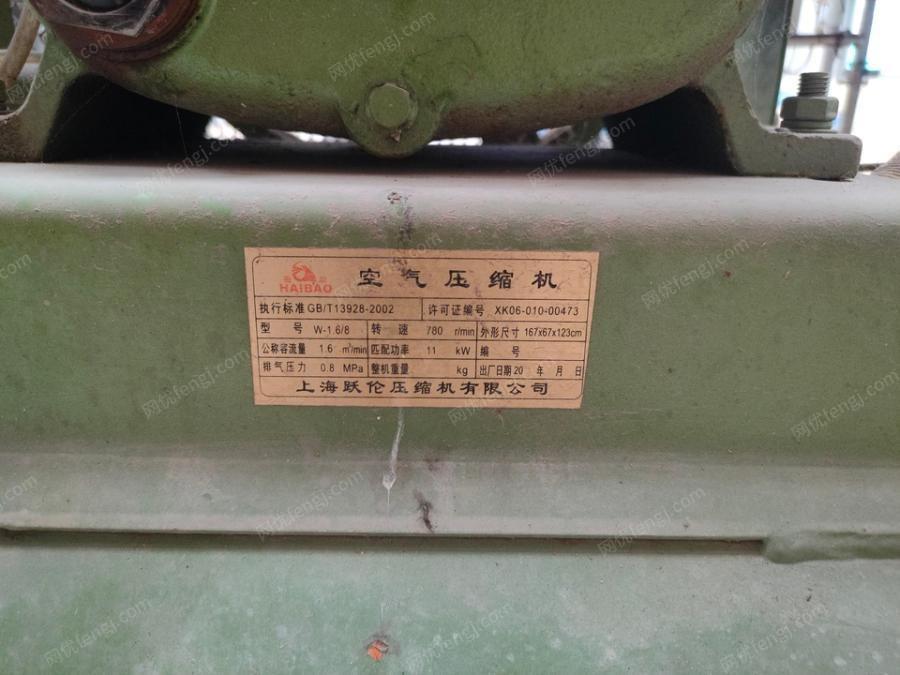 海宝
HAIBAO
空气压缩机
执行标准 GB/T13928-2002 许可证编号 XK06-010-00473
型号 W-1.6/8 转速 780 r/min 外形尺寸 167x67x123cm
公称容流量 1.6 m³/min 匹配功率 11 kW 编号
排气压力 0.8 MPa 整机重量 kg 出厂日期20 年 月 日
上海跃伦压缩机有限公司
网优fengj.com